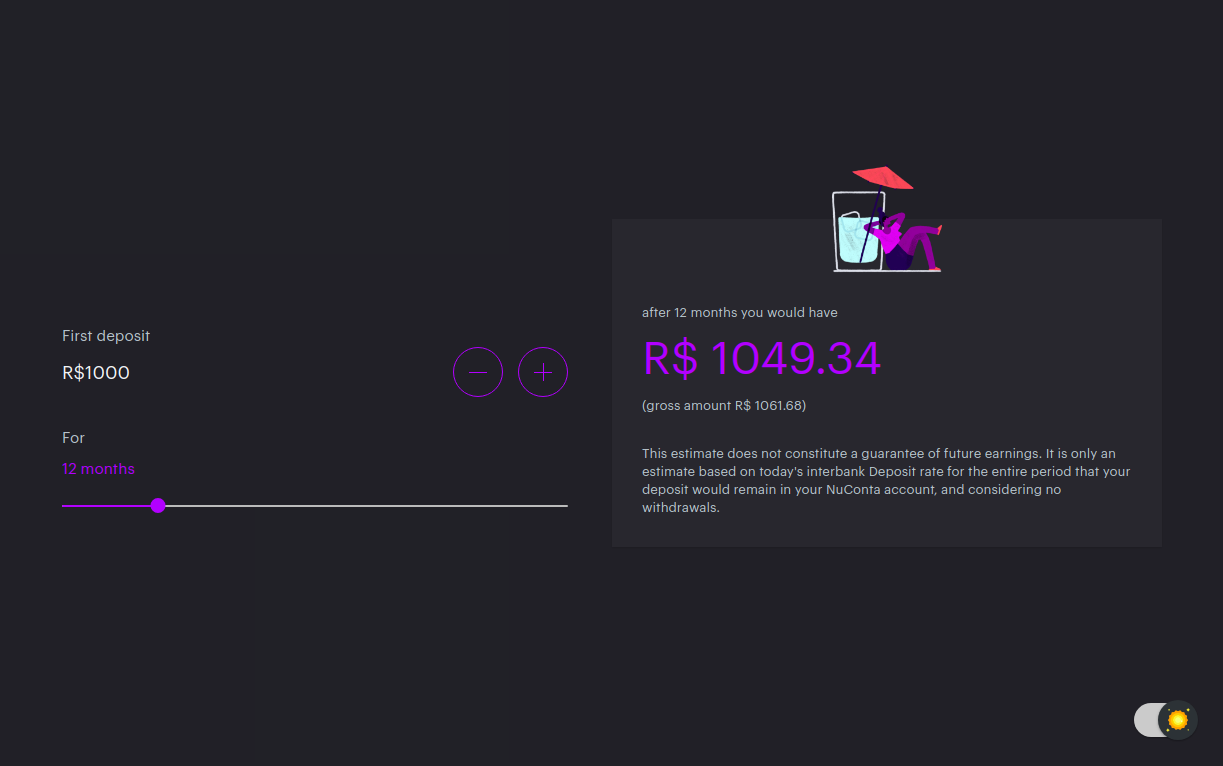 First deposit
R$1000
For
12 months
after 12 months you would have
R$ 1049.34
(gross amount R$ 1061.68)
This estimate does not constitute a guarantee of future earnings. It is only an
estimate based on today's interbank Deposit rate for the entire period that your
deposit would remain in your NuConta account, and considering no
withdrawals.